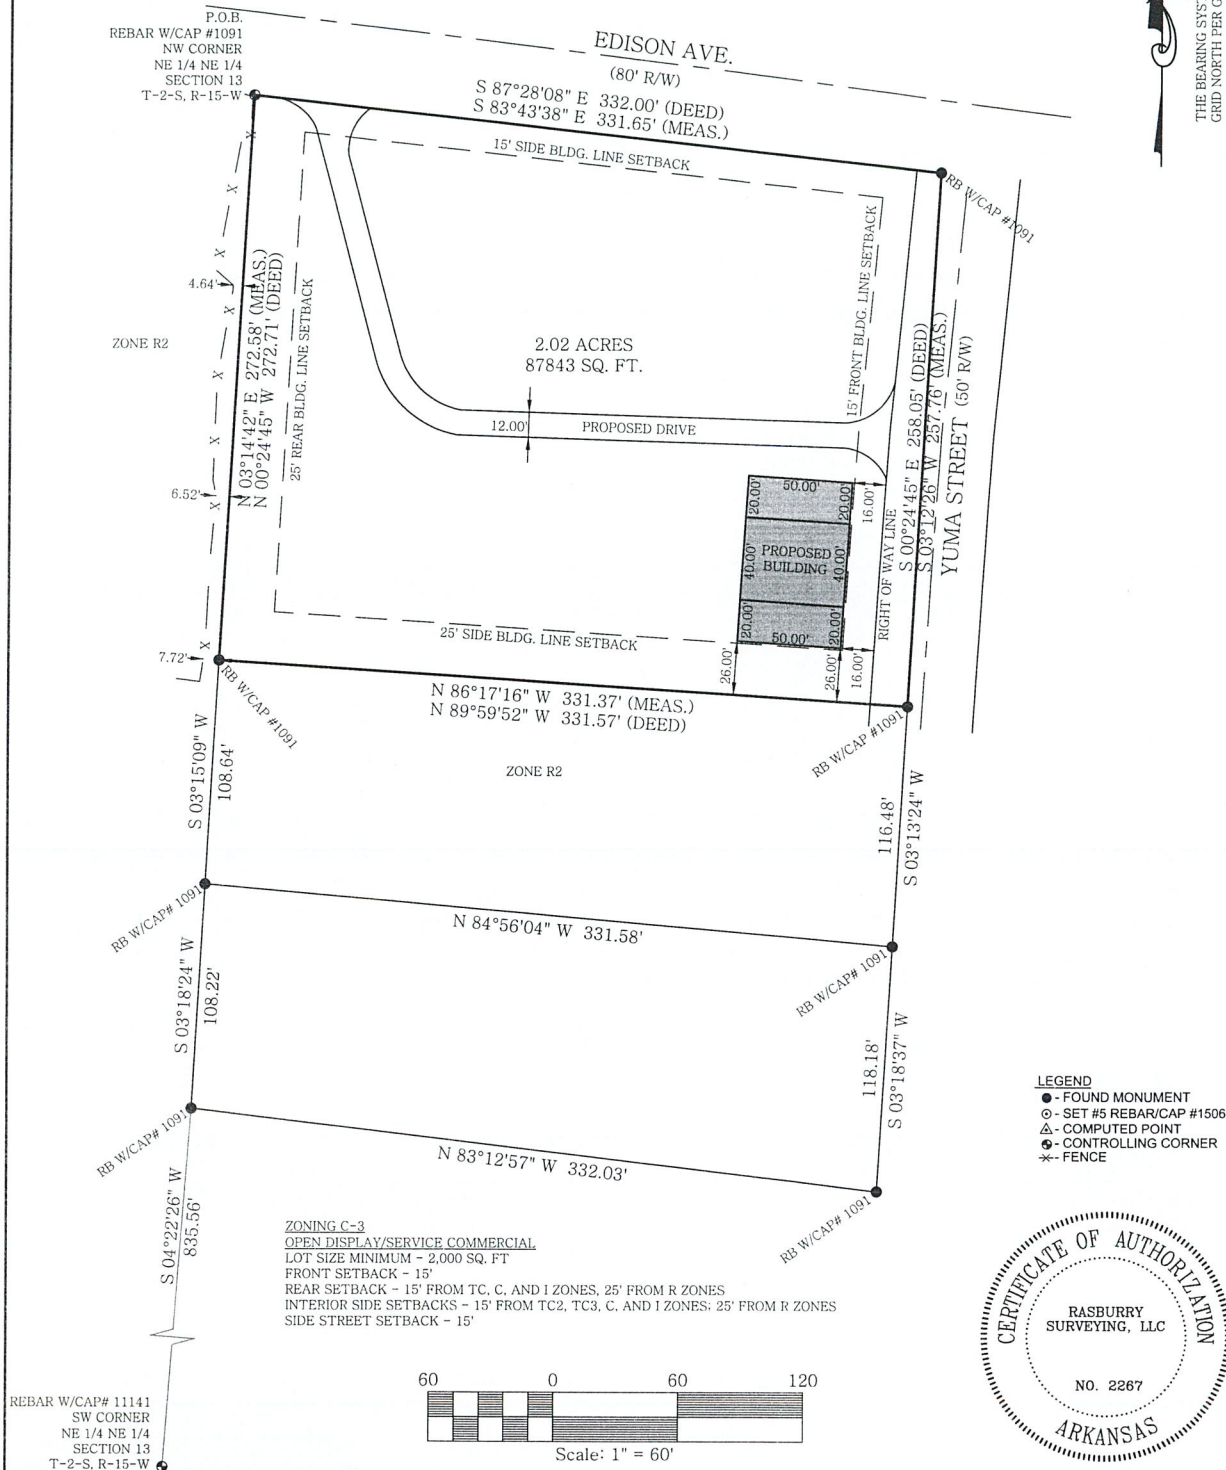 P.O.B.
REBAR W/CAP #1091
NW CORNER
NE 1/4 NE 1/4
SECTION 13
T-2-S, R-15-W
EDISON AVE.
(80' R/W)
S 87°28'08" E 332.00' (DEED)
S 83°43'38" E 331.65' (MEAS.)
THE BEARING SYS
GRID NORTH PER G
15' SIDE BLDG. LINE SETBACK
RB W/CAP #1091
X
X
X
X
X
X
X
X
X
4.64'
N 03°14'42" E 272.58' (MEAS.)
N 00°24'45" W 272.71' (DEED)
25' REAR BLDG. LINE SETBACK
ZONE R2
15' FRONT BLDG. LINE SETBACK
2.02 ACRES
87843 SQ. FT.
12.00'
PROPOSED DRIVE
S 00°24'45" E 258.05' (DEED)
S 03°12'26" W 257.76' (MEAS.)
YUMA STREET (50' R/W)
6.52'
50.00'
20.00'
20.00'
16.00'
PROPOSED
BUILDING
40.00'
40.00'
RIGHT OF WAY LINE
20.00'
20.00'
50.00'
25' SIDE BLDG. LINE SETBACK
7.72'
26.00'
26.00'
16.00'
RB W/CAP #1091
N 86°17'16" W 331.37' (MEAS.)
N 89°59'52" W 331.57' (DEED)
RB W/CAP #1091
S 03°15'09" W
108.64'
ZONE R2
116.48'
S 03°13'24" W
RB W/CAP# 1091
N 84°56'04" W 331.58'
RB W/CAP# 1091
S 03°18'24" W
108.22'
118.18'
S 03°18'37" W
RB W/CAP# 1091
N 83°12'57" W 332.03'
RB W/CAP# 1091
S 04°22'26" W
835.56'
LEGEND
- FOUND MONUMENT
- SET #5 REBAR/CAP #1506
- COMPUTED POINT
- CONTROLLING CORNER
- FENCE
ZONING C-3
OPEN DISPLAY/SERVICE COMMERCIAL
LOT SIZE MINIMUM - 2,000 SQ. FT
FRONT SETBACK - 15'
REAR SETBACK - 15' FROM TC, C, AND I ZONES, 25' FROM R ZONES
INTERIOR SIDE SETBACKS - 15' FROM TC2, TC3, C, AND I ZONES; 25' FROM R ZONES
SIDE STREET SETBACK - 15'
CERTIFICATE OF AUTHORIZATION
RASBURRY
SURVEYING, LLC
NO. 2267
ARKANSAS
60 0 60 120
Scale: 1" = 60'
REBAR W/CAP# 11141
SW CORNER
NE 1/4 NE 1/4
SECTION 13
T-2-S, R-15-W